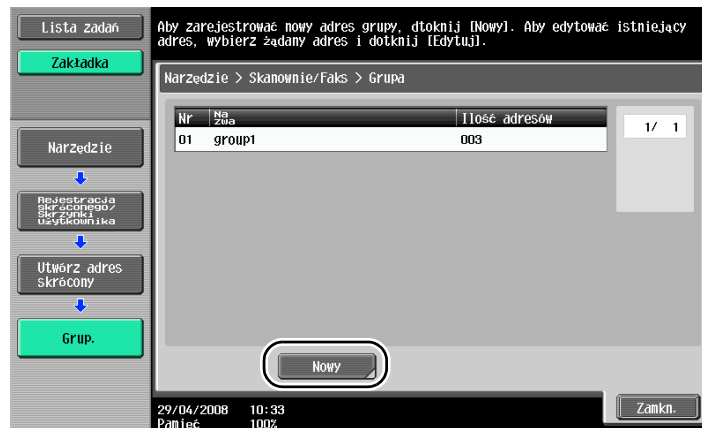 Lista zadań
Zakładka
Aby zarejestrować nowy adres grupy, dtoknij [Nowy]. Aby edytować istniejący
adres, wybierz żądany adres i dotknij [Edytuj].
Narzędzie > Skanownie/Faks > Grupa
Nr Na
zwa Ilość adresów
01 group1 003
1/ 1
Narzędzie
Rejestracja
skróconego/
Skrzynki
użytkownika
Utwórz adres
skrócony
Grup.
Nowy
Zamkn.
29/04/2008 10:33
Pamięć 100%